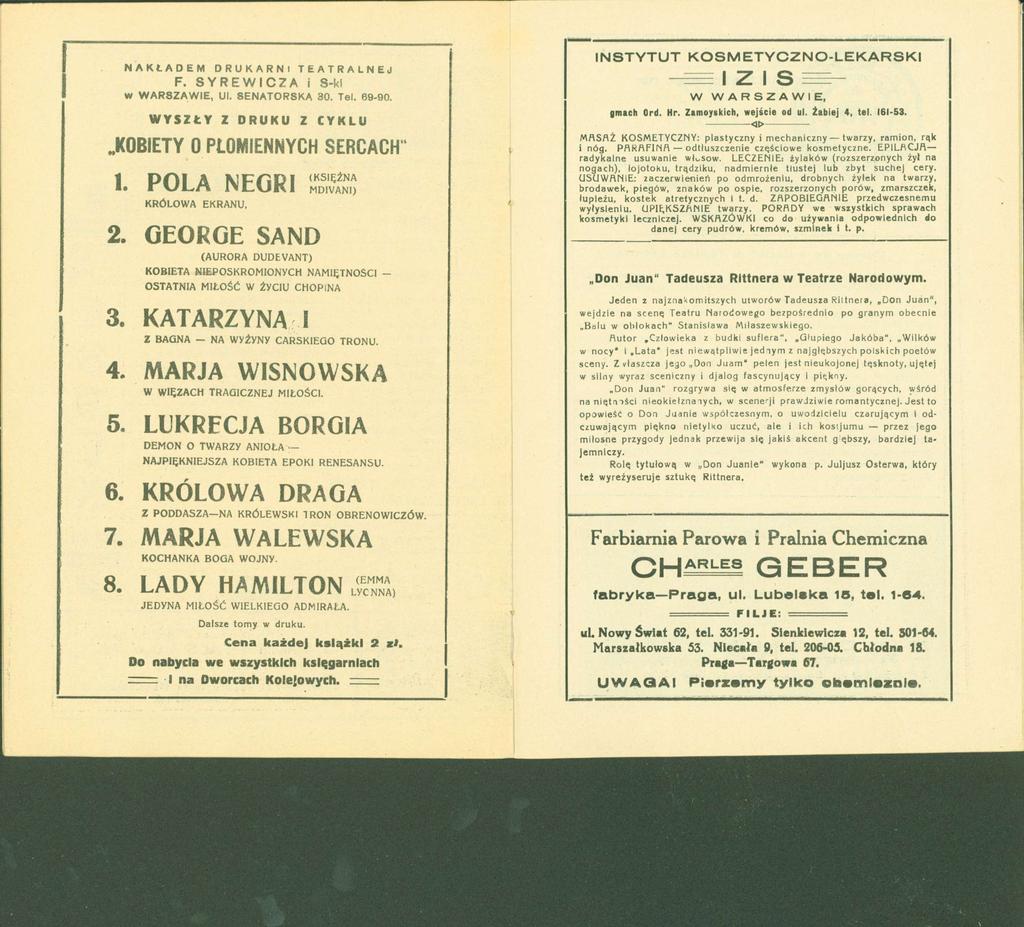 NAKŁADEM DRUKARNI TEATRALNEJ
F. SYREWICZA i S-ki
w WARSZAWIE, Ul. SENATORSKA 30. Tel. 69-90.
WYSZŁY Z DRUKU Z CYKLU
„KOBIETY O PŁOMIENNYCH SERCACH"
1. POLA NEGRI (KSIĘŻNA MDIVANI)
KRÓLOWA EKRANU,
2. GEORGE SAND
(AURORA DUDEVANT)
KOBIETA NIEPOSKROMIONYCH NAMIĘTNOŚCI —
OSTATNIA MIŁOŚĆ W ŻYCIU CHOPINA
3. KATARZYNA I
Z BAGNA — NA WYŻYNY CARSKIEGO TRONU.
4. MARJA WISNOWSKA
W WIĘZACH TRAGICZNEJ MIŁOŚCI.
5. LUKRECJA BORGIA
DEMON O TWARZY ANIOŁA —
NAJPIĘKNIEJSZA KOBIETA EPOKI RENESANSU.
6. KRÓLOWA DRAGA
Z PODDASZA—NA KRÓLEWSKI TRON OBRENOWICZÓW.
7. MARJA WALEWSKA
KOCHANKA BOGA WOJNY.
8. LADY HAMILTON (EMMA LYCNNA)
JEDYNA MIŁOŚĆ WIELKIEGO ADMIRAŁA.
Dalsze tomy w druku.
Cena każdej książki 2 zł.
Do nabycia we wszystkich księgarniach
i na Dworcach Kolejowych.
INSTYTUT KOSMETYCZNO-LEKARSKI
IZIS
W WARSZAWIE,
gmach Ord. Hr. Zamoyskich, wejście od ul. Żabiej 4, tel. 161-53.
MASAŻ KOSMETYCZNY: plastyczny i mechaniczny — twarzy, ramion, rąk
i nóg. PARAFINA — odtłuszczenie częściowe kosmetyczne. EPILACJA—
radykalne usuwanie włosow. LECZENIE: żylaków (rozszerzonych żył na
nogach), łojotoku, trądziku, nadmiernie tłustej lub zbyt suchej cery.
USUWANIE: zaczerwienień po odmrożeniu, drobnych żyłek na twarzy,
brodawek, piegów, znaków po ospie, rozszerzonych porów, zmarszczek,
łupieżu, kostek atretycznych i t. d. ZAPOBIEGANIE przedwczesnemu
wyłysieniu. UPIĘKSZANIE twarzy. PORADY we wszystkich sprawach
kosmetyki leczniczej. WSKAZÓWKI co do używania odpowiednich do
danej cery pudrów, kremów, szminek i t. p.
„Don Juan" Tadeusza Rittnera w Teatrze Narodowym.
Jeden z najznakomitszych utworów Tadeusza Rittnera, „Don Juan",
wejdzie na scenę Teatru Narodowego bezpośrednio po granym obecnie
„Balu w obłokach" Stanisława Miłaszewskiego.
Autor „Człowieka z budki suflera", „Głupiego Jakóba", „Wilków
w nocy" i „Lata" jest niewątpliwie jednym z najgłębszych polskich poetów
sceny. Zwłaszcza jego „Don Juam" pełen jest nieukojonej tęsknoty, ujętej
w silny wyraz sceniczny i djalog fascynujący i piękny.
„Don Juan" rozgrywa się w atmosferze zmysłów gorących, wśród
na niętności nieokiełznanych, w scenerji prawdziwie romantycznej. Jest to
opowieść o Don Juanie współczesnym, o uwodzicielu czarującym i od-
czuwającym piękno nietylko uczuć, ale i ich kostjumu — przez jego
miłosne przygody jednak przewija się jakiś akcent głębszy, bardziej ta-
jemniczy.
Rolę tytułową w „Don Juanie" wykona p. Juljusz Osterwa, który
też wyreżyseruje sztukę Rittnera.
Farbiarnia Parowa i Pralnia Chemiczna
CHARLES GEBER
fabryka—Praga, ul. Lubelska 15, tel. 1-64.
FILJE:
ul. Nowy Świat 62, tel. 331-91. Sienkiewicza 12, tel. 501-64.
Marszałkowska 53. Niecała 9, tel. 206-05. Chłodna 18.
Praga—Targowa 67.
UWAGA! Pierzemy tylko chemicznie.